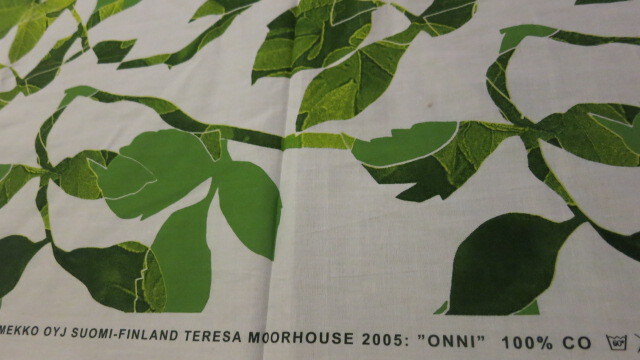 MEKKO OYJ SUOMI-FINLAND TERESA MOORHOUSE 2005: "ONNI" 100% CO